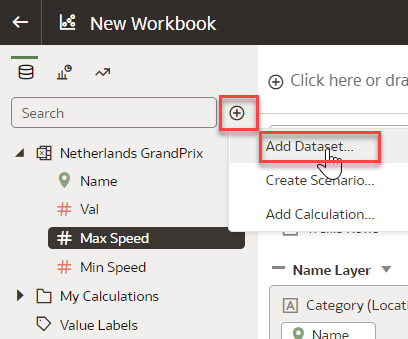 New Workbook
Click here or dra
Search
Add Dataset...
Create Scenario...
Add Calculation...
Netherlands GrandPrix
Name
Val
Max Speed
Min Speed
My Calculations
Value Labels
Name Layer
Category (Locati
Name